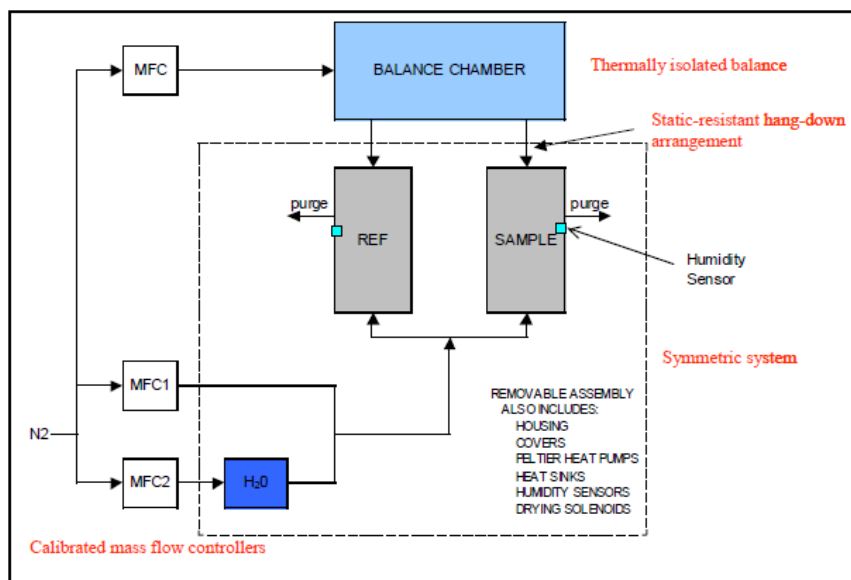 MFC
BALANCE CHAMBER
Thermally isolated balance
Static-resistant hang-down
arrangement
purge
purge
REF
SAMPLE
Humidity
Sensor
Symmetric system
MFC1
N2
MFC2
H₂0
REMOVABLE ASSEMBLY
ALSO INCLUDES:
HOUSING
COVERS
PELTIER HEAT PUMPS
HEAT SINKS
HUMIDITY SENSORS
DRYING SOLENOIDS
Calibrated mass flow controllers